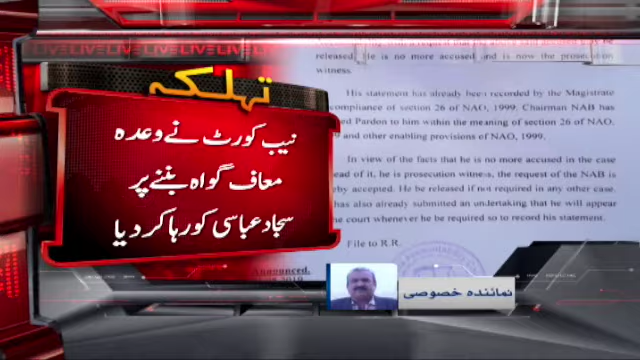 LIVE LIVE LIVE LIVE
تہلکہ
نیب کورٹ نے وعدہ
معاف گواہ بننے پر
سجاد عباسی کو رہا کر دیا
released. He is no more accused and is now the prosecution
witness.
His statement has already been recorded by the Magistrate
compliance of section 26 of NAO, 1999. Chairman NAB has
ed Pardon to him within the meaning of section 26 of NAO.
9 and other enabling provisions of NAO, 1999.
In view of the facts that he is no more accused in the case
ead of it, he is prosecution witness, the request of the NAB is
rby accepted. He be released if not required in any other case.
has also already submitted an undertaking that he will appear
the court whenever he be required so to record his statement.
File to R.R.
Announced.
نمائندہ خصوصی